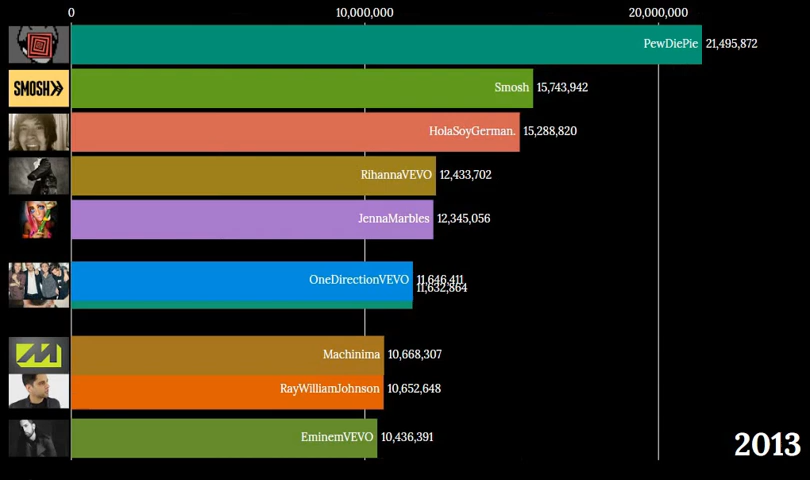 0 10,000,000 20,000,000
PewDiePie 21,495,872
SMOSH Smosh 15,743,942
HolaSoyGerman. 15,288,820
RihannaVEVO 12,433,702
JennaMarbles 12,345,056
OneDirectionVEVO 11,646,411
11,632,864
Machinima 10,668,307
RayWilliamJohnson 10,652,648
EminemVEVO 10,436,391
2013